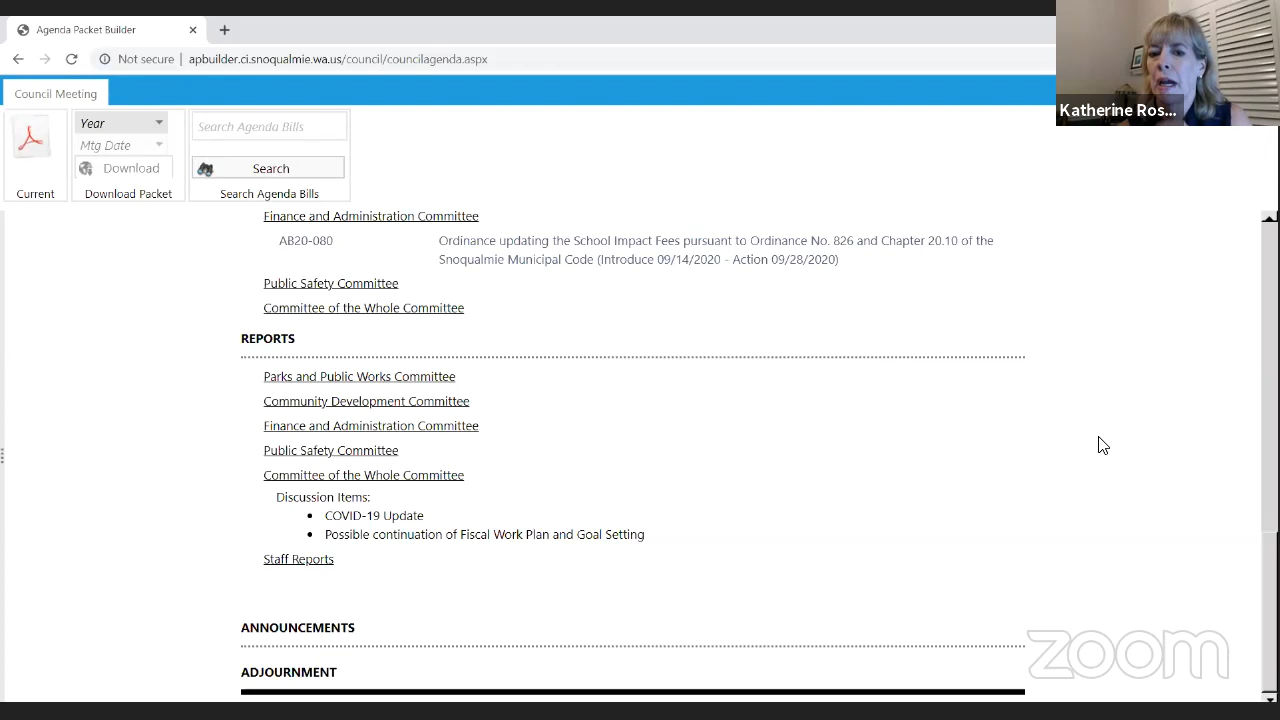 Agenda Packet Builder
Not secure | apbuilder.ci.snoqualmie.wa.us/council/councilagenda.aspx
Katherine Ros...
Council Meeting
Year
Mtg Date
Download
Current
Download Packet
Search Agenda Bills
Search
Search Agenda Bills
Finance and Administration Committee
AB20-080 Ordinance updating the School Impact Fees pursuant to Ordinance No. 826 and Chapter 20.10 of the
Snoqualmie Municipal Code (Introduce 09/14/2020 - Action 09/28/2020)
Public Safety Committee
Committee of the Whole Committee
REPORTS
Parks and Public Works Committee
Community Development Committee
Finance and Administration Committee
Public Safety Committee
Committee of the Whole Committee
Discussion Items:
• COVID-19 Update
• Possible continuation of Fiscal Work Plan and Goal Setting
Staff Reports
ANNOUNCEMENTS
zoom
ADJOURNMENT